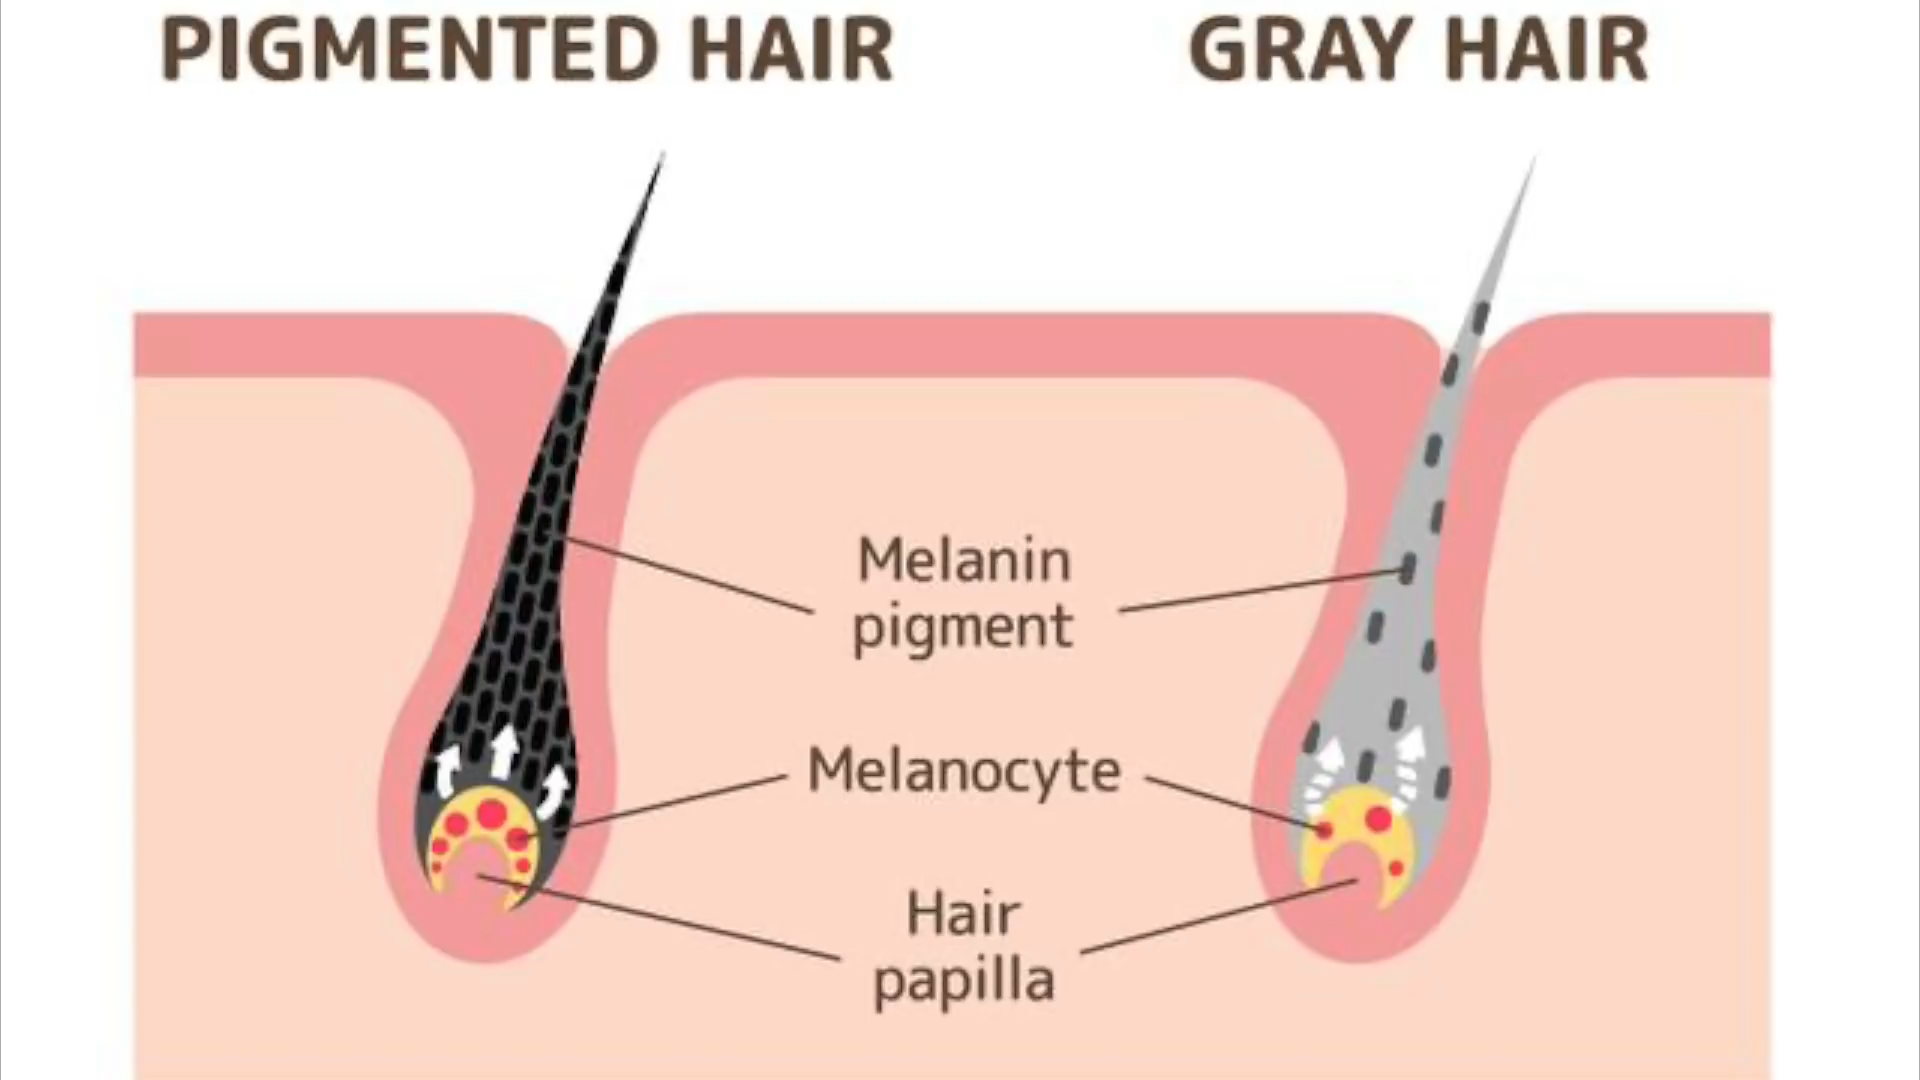 PIGMENTED HAIR
GRAY HAIR
Melanin
pigment
Melanocyte
Hair
papilla